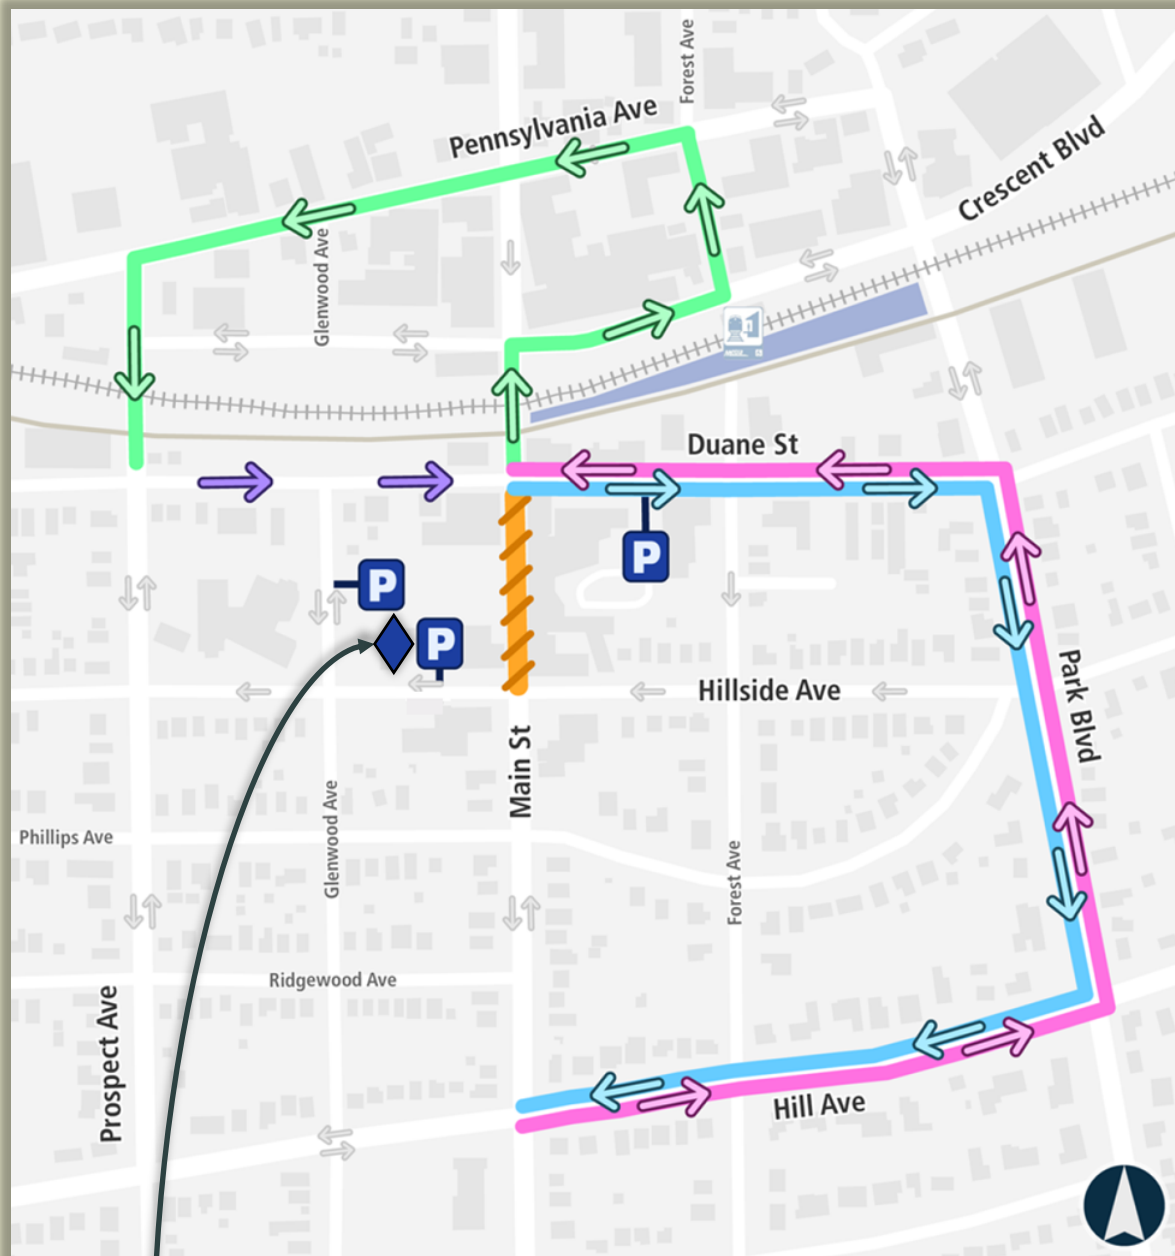 Forest Ave
Pennsylvania Ave
Crescent Blvd
Glenwood Ave
Duane St
P
P
P
Hillside Ave
Park Blvd
Main St
Phillips Ave
Glenwood Ave
Forest Ave
Ridgewood Ave
Prospect Ave
Hill Ave